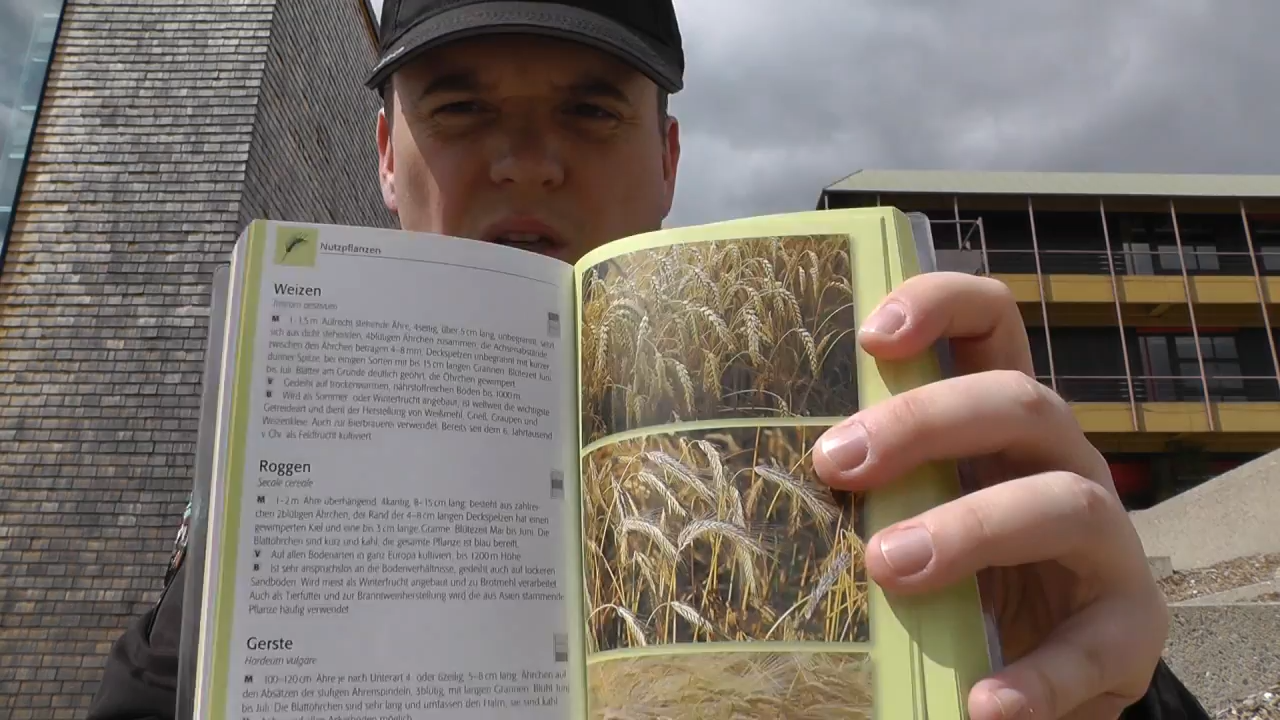 Nutzpflanzen
Weizen
Triticum aestivum
M 1-1,5 m. Aufrecht stehende Ähre, 4seitig, über 5 cm lang, unbegrannt, setzt
sich aus dicht stehenden, 4blütigen Ährchen zusammen, die Achsenabstände
zwischen den Ährchen betragen 4-8 mm; Deckspelzen unbegrannt mit kurzer
dünner Spitze, bei einigen Sorten mit bis 15 cm langen Grannen. Blütezeit Juni
bis Juli. Blätter am Grunde deutlich geöhrt, die Öhrchen gewimpert.
V Gedeiht auf trockenwarmen, nährstoffreichen Böden bis 1000 m.
B Wird als Sommer- oder Winterfrucht angebaut, ist weltweit die wichtigste
Getreideart und dient der Herstellung von Weißmehl, Grieß, Graupen und
Weizenkleie. Auch zur Bierbrauerei verwendet. Bereits seit dem 6. Jahrtausend
v. Chr. als Feldfrucht kultiviert.
Roggen
Secale cereale
M 1-2 m. Ähre überhängend, 4kantig, 8-15 cm lang; besteht aus zahlrei-
chen 2blütigen Ährchen, der Rand der 4-8 cm langen Deckspelzen hat einen
gewimperten Kiel und eine bis 3 cm lange Granne. Blütezeit Mai bis Juni. Die
Blattöhrchen sind kurz und kahl, die gesamte Pflanze ist blau bereift.
V Auf allen Bodenarten in ganz Europa kultiviert, bis 1200 m Höhe.
B Ist sehr anspruchslos an die Bodenverhältnisse, gedeiht auch auf lockeren
Sandböden. Wird meist als Winterfrucht angebaut und zu Brotmehl verarbeitet.
Auch als Tierfutter und zur Branntweinherstellung wird die aus Asien stammende
Pflanze häufig verwendet.
Gerste
Hordeum vulgare
M 100-120 cm. Ähre je nach Unterart 4- oder 6zeilig, 5-8 cm lang. Ährchen auf
den Absätzen der stufigen Ährenspindeln, 3blütig, mit langen Grannen. Blüht Juni
bis Juli. Die Blattöhrchen sind sehr lang und umfassen den Halm, sie sind kahl.